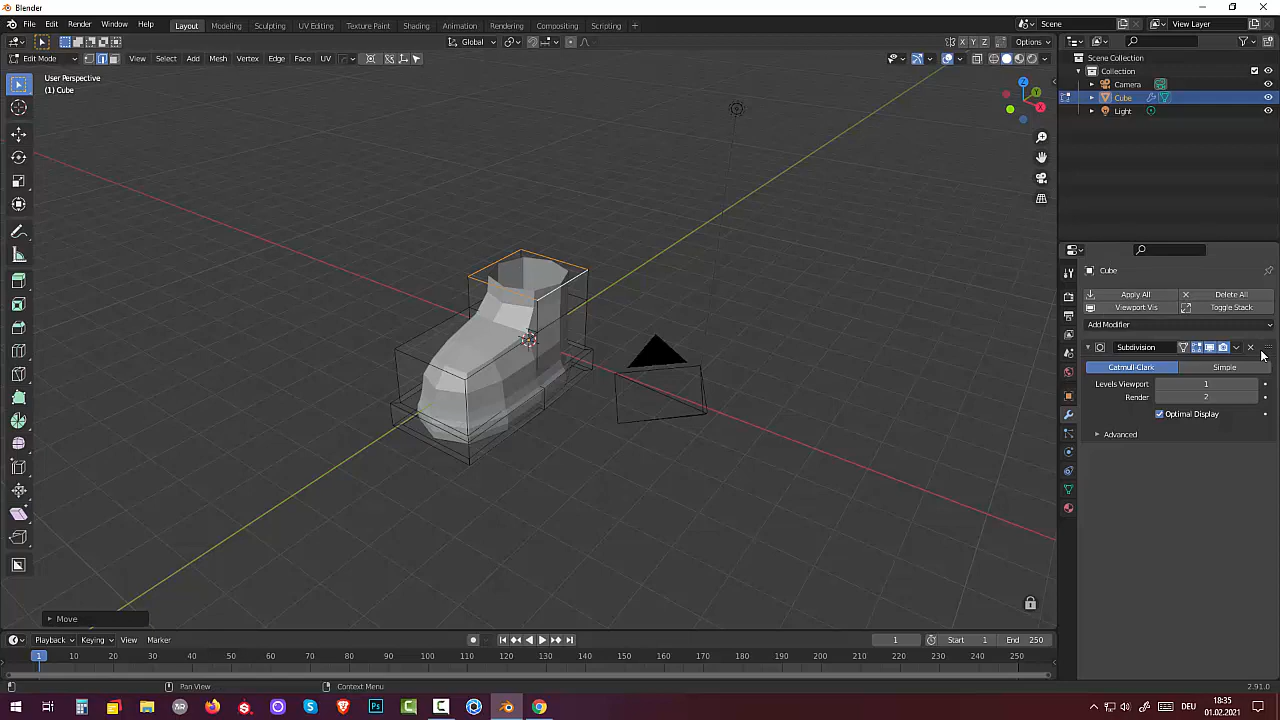 Blender
File Edit Render Window Help Layout Modeling Sculpting UV Editing Texture Paint Shading Animation Rendering Compositing Scripting Scene View Layer
Global X Y Z Options
Edit Mode View Select Add Mesh Vertex Edge Face UV
User Perspective
(1) Cube
Z
Y
X
Scene Collection
Collection
Camera
Cube
Light
Cube
Apply All Delete All
Viewport Vis Toggle Stack
Add Modifier
Subdivision
Catmull-Clark Simple
Levels Viewport 1
Render 2
Optimal Display
Advanced
Move
Playback Keying View Marker 1 Start 1 End 250
1 10 20 30 40 50 60 70 80 90 100 110 120 130 140 150 160 170 180 190 200 210 220 230 240 250
Pan View Context Menu 2.91.0
Ps DEU 18:35
01.02.2021